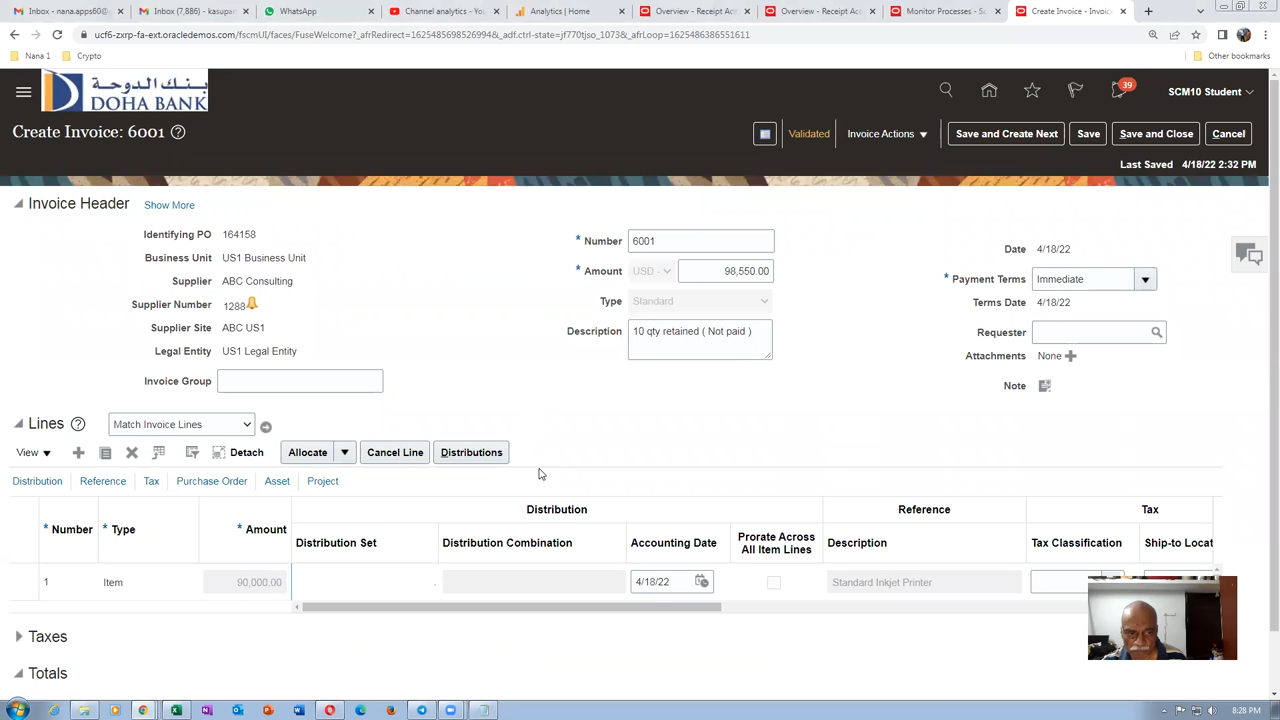 Inbox - nana.apps60@gmail.co
Inbox (7,886) - kasupan
WhatsApp
Channel analytics - YouTu
Analytics | Home
Overview - Receipt Ac
Overview - Receipt Ac
Monitor Processes - S
Create Invoice - Invoic
ucf6-zxrp-fa-ext.oracledemos.com/fscmUI/faces/FuseWelcome?_afrRedirect=16254856985269​94&_adf.ctrl-state=jf770tjso_1073&_afrLoop=1625486386551611
Nana 1
Crypto
Other bookmarks
بنك الدوحة
DOHA BANK
39
SCM10 Student
Create Invoice: 6001
Validated
Invoice Actions
Save and Create Next
Save
Save and Close
Cancel
Last Saved 4/18/22 2:32 PM
Invoice Header Show More
Identifying PO 164158
Business Unit US1 Business Unit
Supplier ABC Consulting
Supplier Number 1288
Supplier Site ABC US1
Legal Entity US1 Legal Entity
Invoice Group
* Number 6001
* Amount USD - 98,550.00
Type Standard
Description 10 qty retained ( Not paid )
Date 4/18/22
* Payment Terms Immediate
Terms Date 4/18/22
Requester
Attachments None
Note
Lines Match Invoice Lines
View Detach Allocate Cancel Line Distributions
Distribution Reference Tax Purchase Order Asset Project
Distribution Reference Tax
* Number * Type * Amount Distribution Set Distribution Combination Accounting Date Prorate Across All Item Lines Description Tax Classification Ship-to Locat
1 Item 90,000.00 4/18/22 Standard Inkjet Printer
Taxes
Totals
8:28 PM